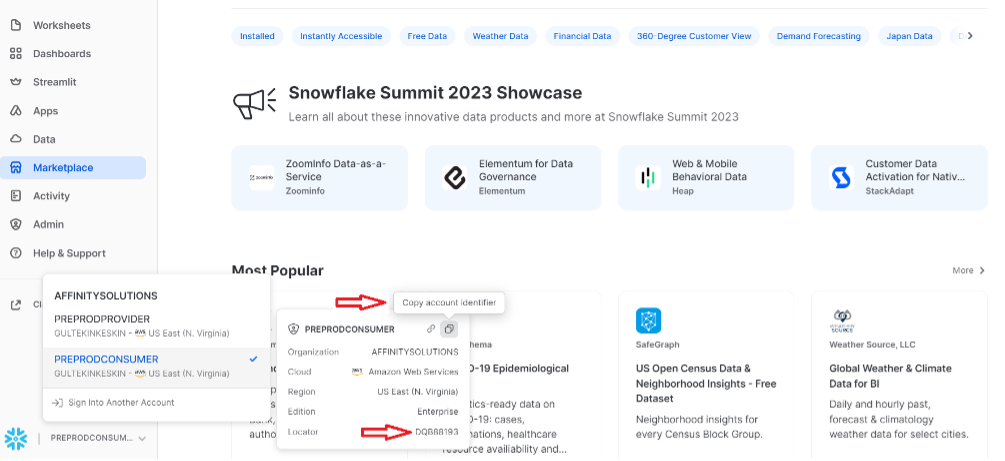 Worksheets
Dashboards
Streamlit
Apps
Data
Marketplace
Activity
Admin
Help & Support
Cl
Installed
Instantly Accessible
Free Data
Weather Data
Financial Data
360-Degree Customer View
Demand Forecasting
Japan Data
D
Snowflake Summit 2023 Showcase
Learn all about these innovative data products and more at Snowflake Summit 2023
ZoomInfo Data-as-a-
Service
Zoominfo
Elementum for Data
Governance
Elementum
Web & Mobile
Behavioral Data
Heap
Customer Data
Activation for Nativ...
StackAdapt
Most Popular
More
AFFINITYSOLUTIONS
PREPRODPROVIDER
GULTEKINKESKIN - aws US East (N. Virginia)
PREPRODCONSUMER
GULTEKINKESKIN - aws US East (N. Virginia)
Sign Into Another Account
PREPRODCONSUM...
Copy account identifier
PREPRODCONSUMER
Organization AFFINITYSOLUTIONS
Cloud aws Amazon Web Services
Region US East (N. Virginia)
Edition Enterprise
Locator DQB88193
hema
D-19 Epidemiological
tics-ready data on
D-19: cases,
nations, healthcare
resource availiability and...
autho
SafeGraph
US Open Census Data &
Neighborhood Insights - Free
Dataset
Neighborhood insights for
every Census Block Group.
WEATHER SOURCE
Weather Source, LLC
Global Weather & Climate
Data for BI
Daily and hourly past,
forecast & climatology
weather data for select cities.